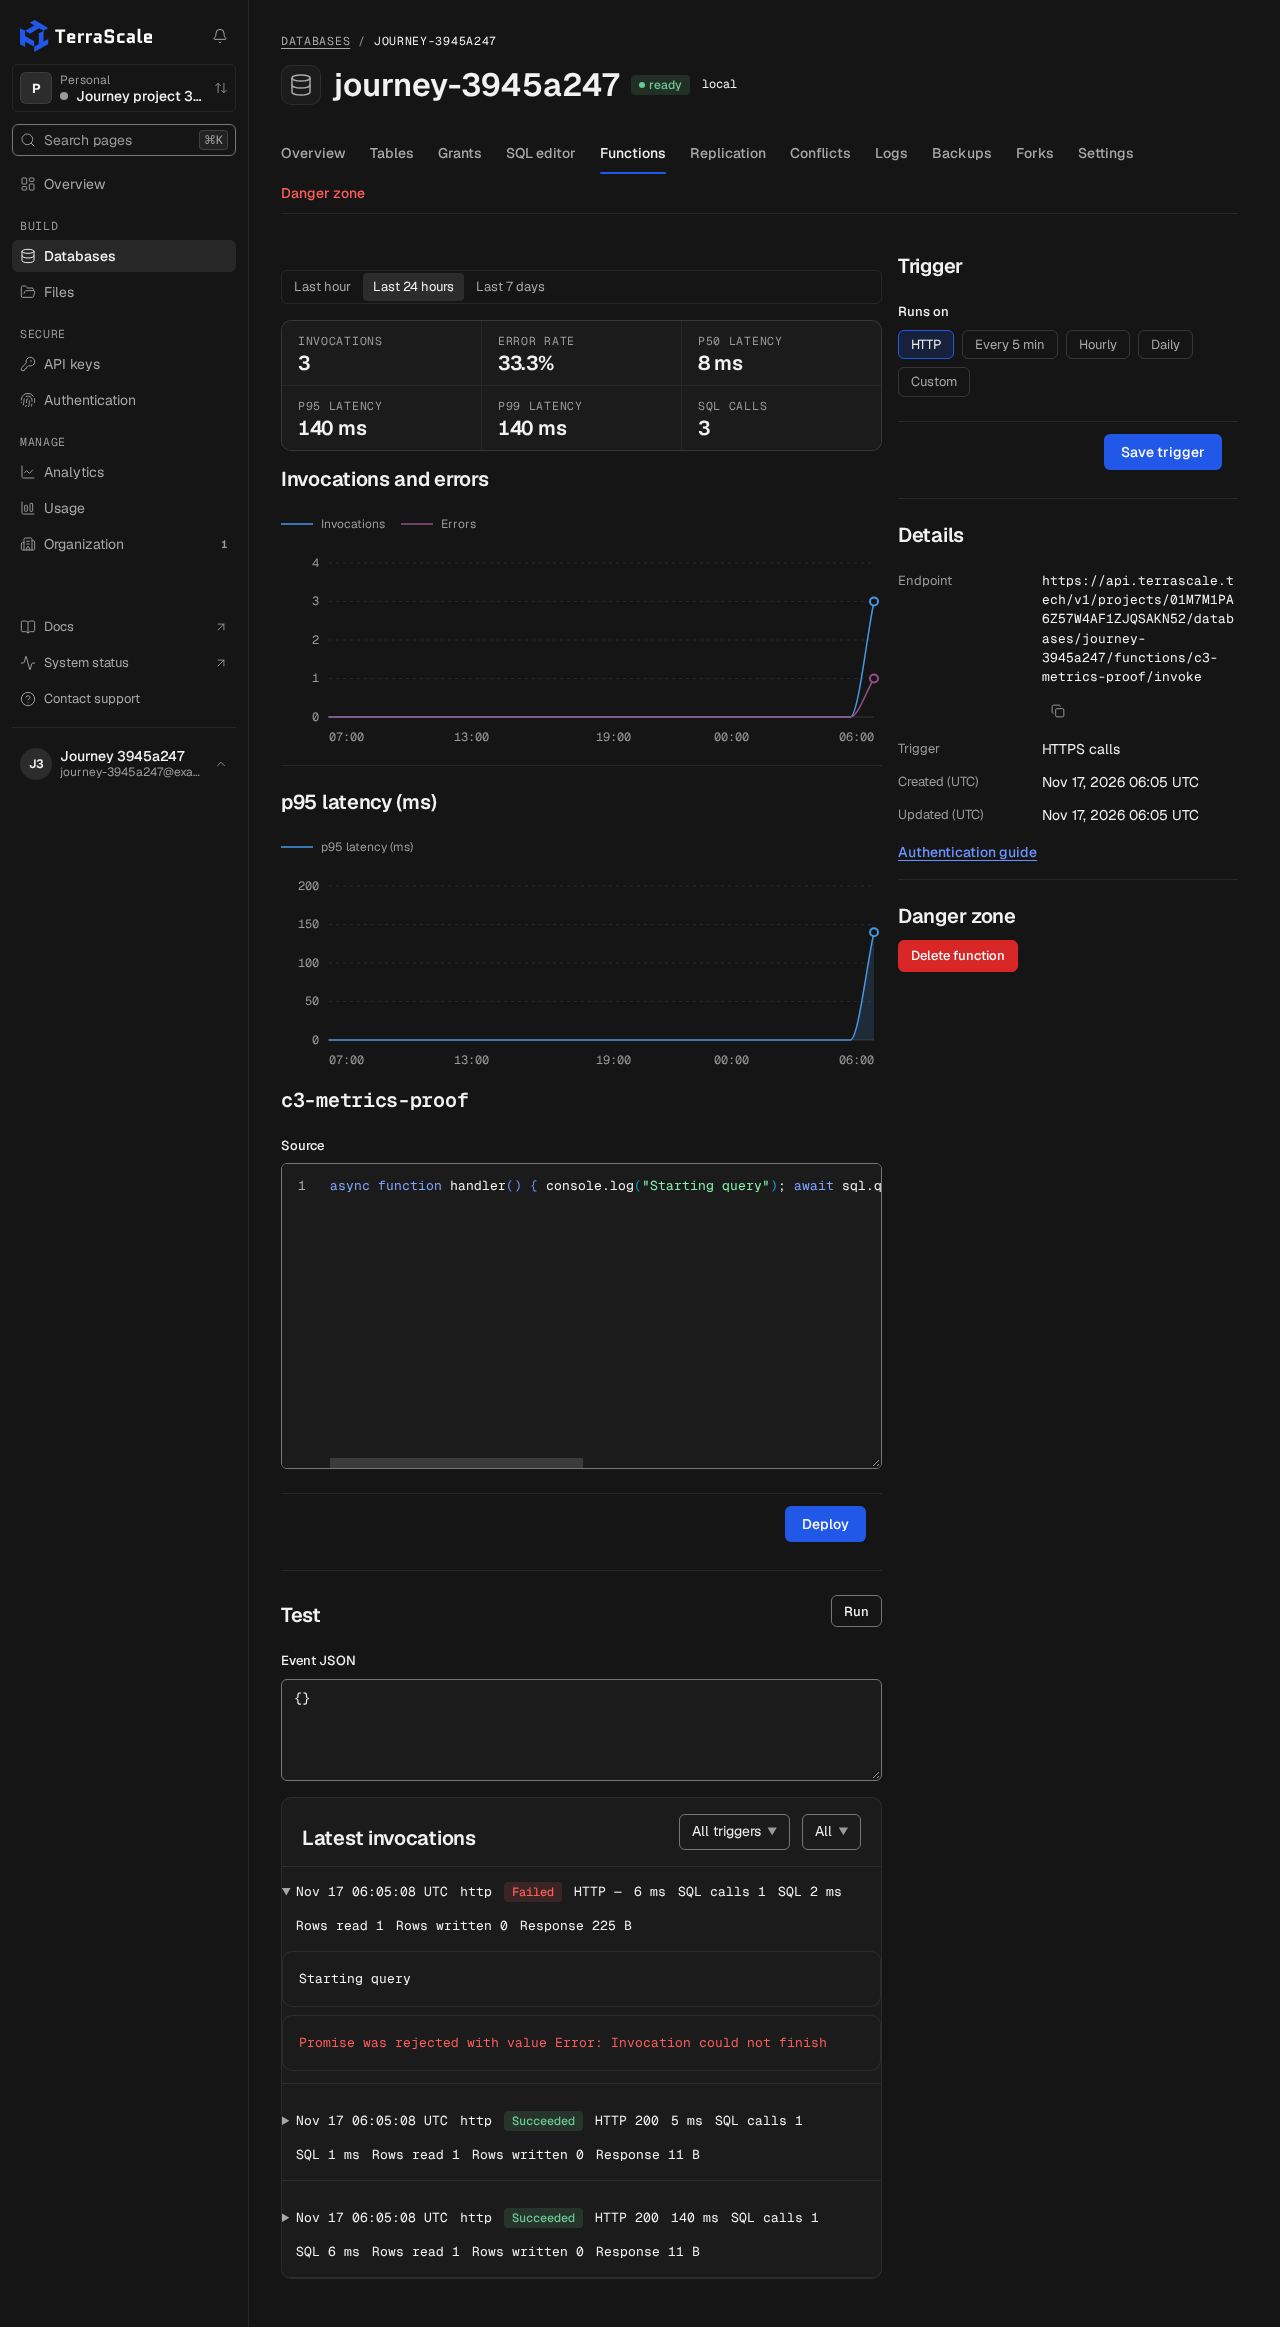 TerraScale
P
Personal
Journey project 3...
Search pages
⌘K
Overview
BUILD
Databases
Files
SECURE
API keys
Authentication
MANAGE
Analytics
Usage
Organization
1
Docs
System status
Contact support
J3
Journey 3945a247
journey-3945a247@exa...
DATABASES / JOURNEY-3945A247
journey-3945a247
ready
local
Overview
Tables
Grants
SQL editor
Functions
Replication
Conflicts
Logs
Backups
Forks
Settings
Danger zone
Last hour
Last 24 hours
Last 7 days
INVOCATIONS
3
ERROR RATE
33.3%
P50 LATENCY
8 ms
P95 LATENCY
140 ms
P99 LATENCY
140 ms
SQL CALLS
3
Invocations and errors
Invocations
Errors
4
3
2
1
0
07:00
13:00
19:00
00:00
06:00
p95 latency (ms)
p95 latency (ms)
200
150
100
50
0
07:00
13:00
19:00
00:00
06:00
c3-metrics-proof
Source
1
async function handler() { console.log("Starting query"); await sql.q
Deploy
Test
Run
Event JSON
{}
Latest invocations
All triggers
All
Nov 17 06:05:08 UTC http Failed HTTP — 6 ms SQL calls 1 SQL 2 ms
Rows read 1 Rows written 0 Response 225 B
Starting query
Promise was rejected with value Error: Invocation could not finish
Nov 17 06:05:08 UTC http Succeeded HTTP 200 5 ms SQL calls 1
SQL 1 ms Rows read 1 Rows written 0 Response 11 B
Nov 17 06:05:08 UTC http Succeeded HTTP 200 140 ms SQL calls 1
SQL 6 ms Rows read 1 Rows written 0 Response 11 B
Trigger
Runs on
HTTP
Every 5 min
Hourly
Daily
Custom
Save trigger
Details
Endpoint
https://api.terrascale.t
ech/v1/projects/01M7M1PA
6Z57W4AF1ZJQSAKN52/datab
ases/journey-
3945a247/functions/c3-
metrics-proof/invoke
Trigger
HTTPS calls
Created (UTC)
Nov 17, 2026 06:05 UTC
Updated (UTC)
Nov 17, 2026 06:05 UTC
Authentication guide
Danger zone
Delete function